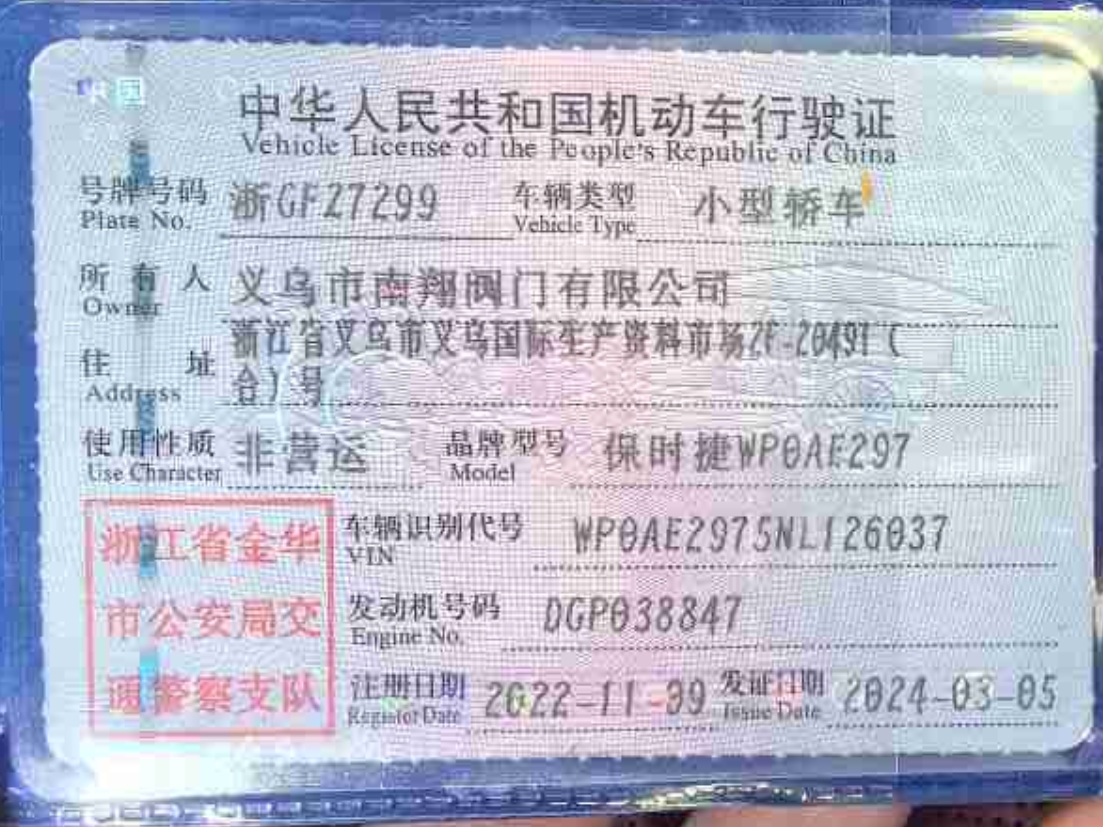 中国
中华人民共和国机动车行驶证
Vehicle License of the People's Republic of China
号牌号码 浙GF27299 车辆类型 小型轿车
Plate No. Vehicle Type
所有人 义乌市南翔阀门有限公司
Owner
浙江省义乌市义乌国际生产资料市场2F-20491(
住址 台)号
Address
使用性质 非营运 品牌型号 保时捷WP0AE297
Use Character Model
浙江省金华 车辆识别代号 WP0AE2975NL126037
VIN
市公安局交 发动机号码 DGP038847
Engine No.
通警察支队 注册日期 2022-11-09 发证日期 2024-03-05
Register Date Issue Date